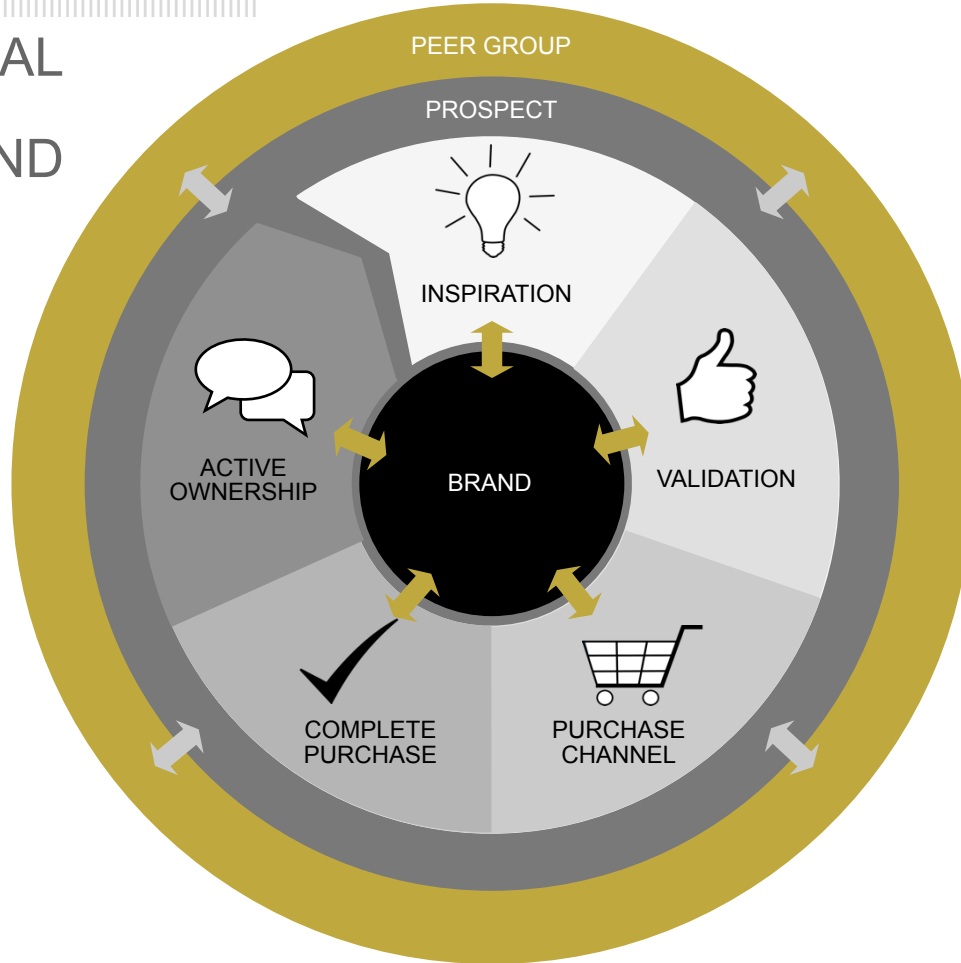 AL
ND
PEER GROUP
PROSPECT
INSPIRATION
VALIDATION
ACTIVE
OWNERSHIP
BRAND
COMPLETE
PURCHASE
PURCHASE
CHANNEL